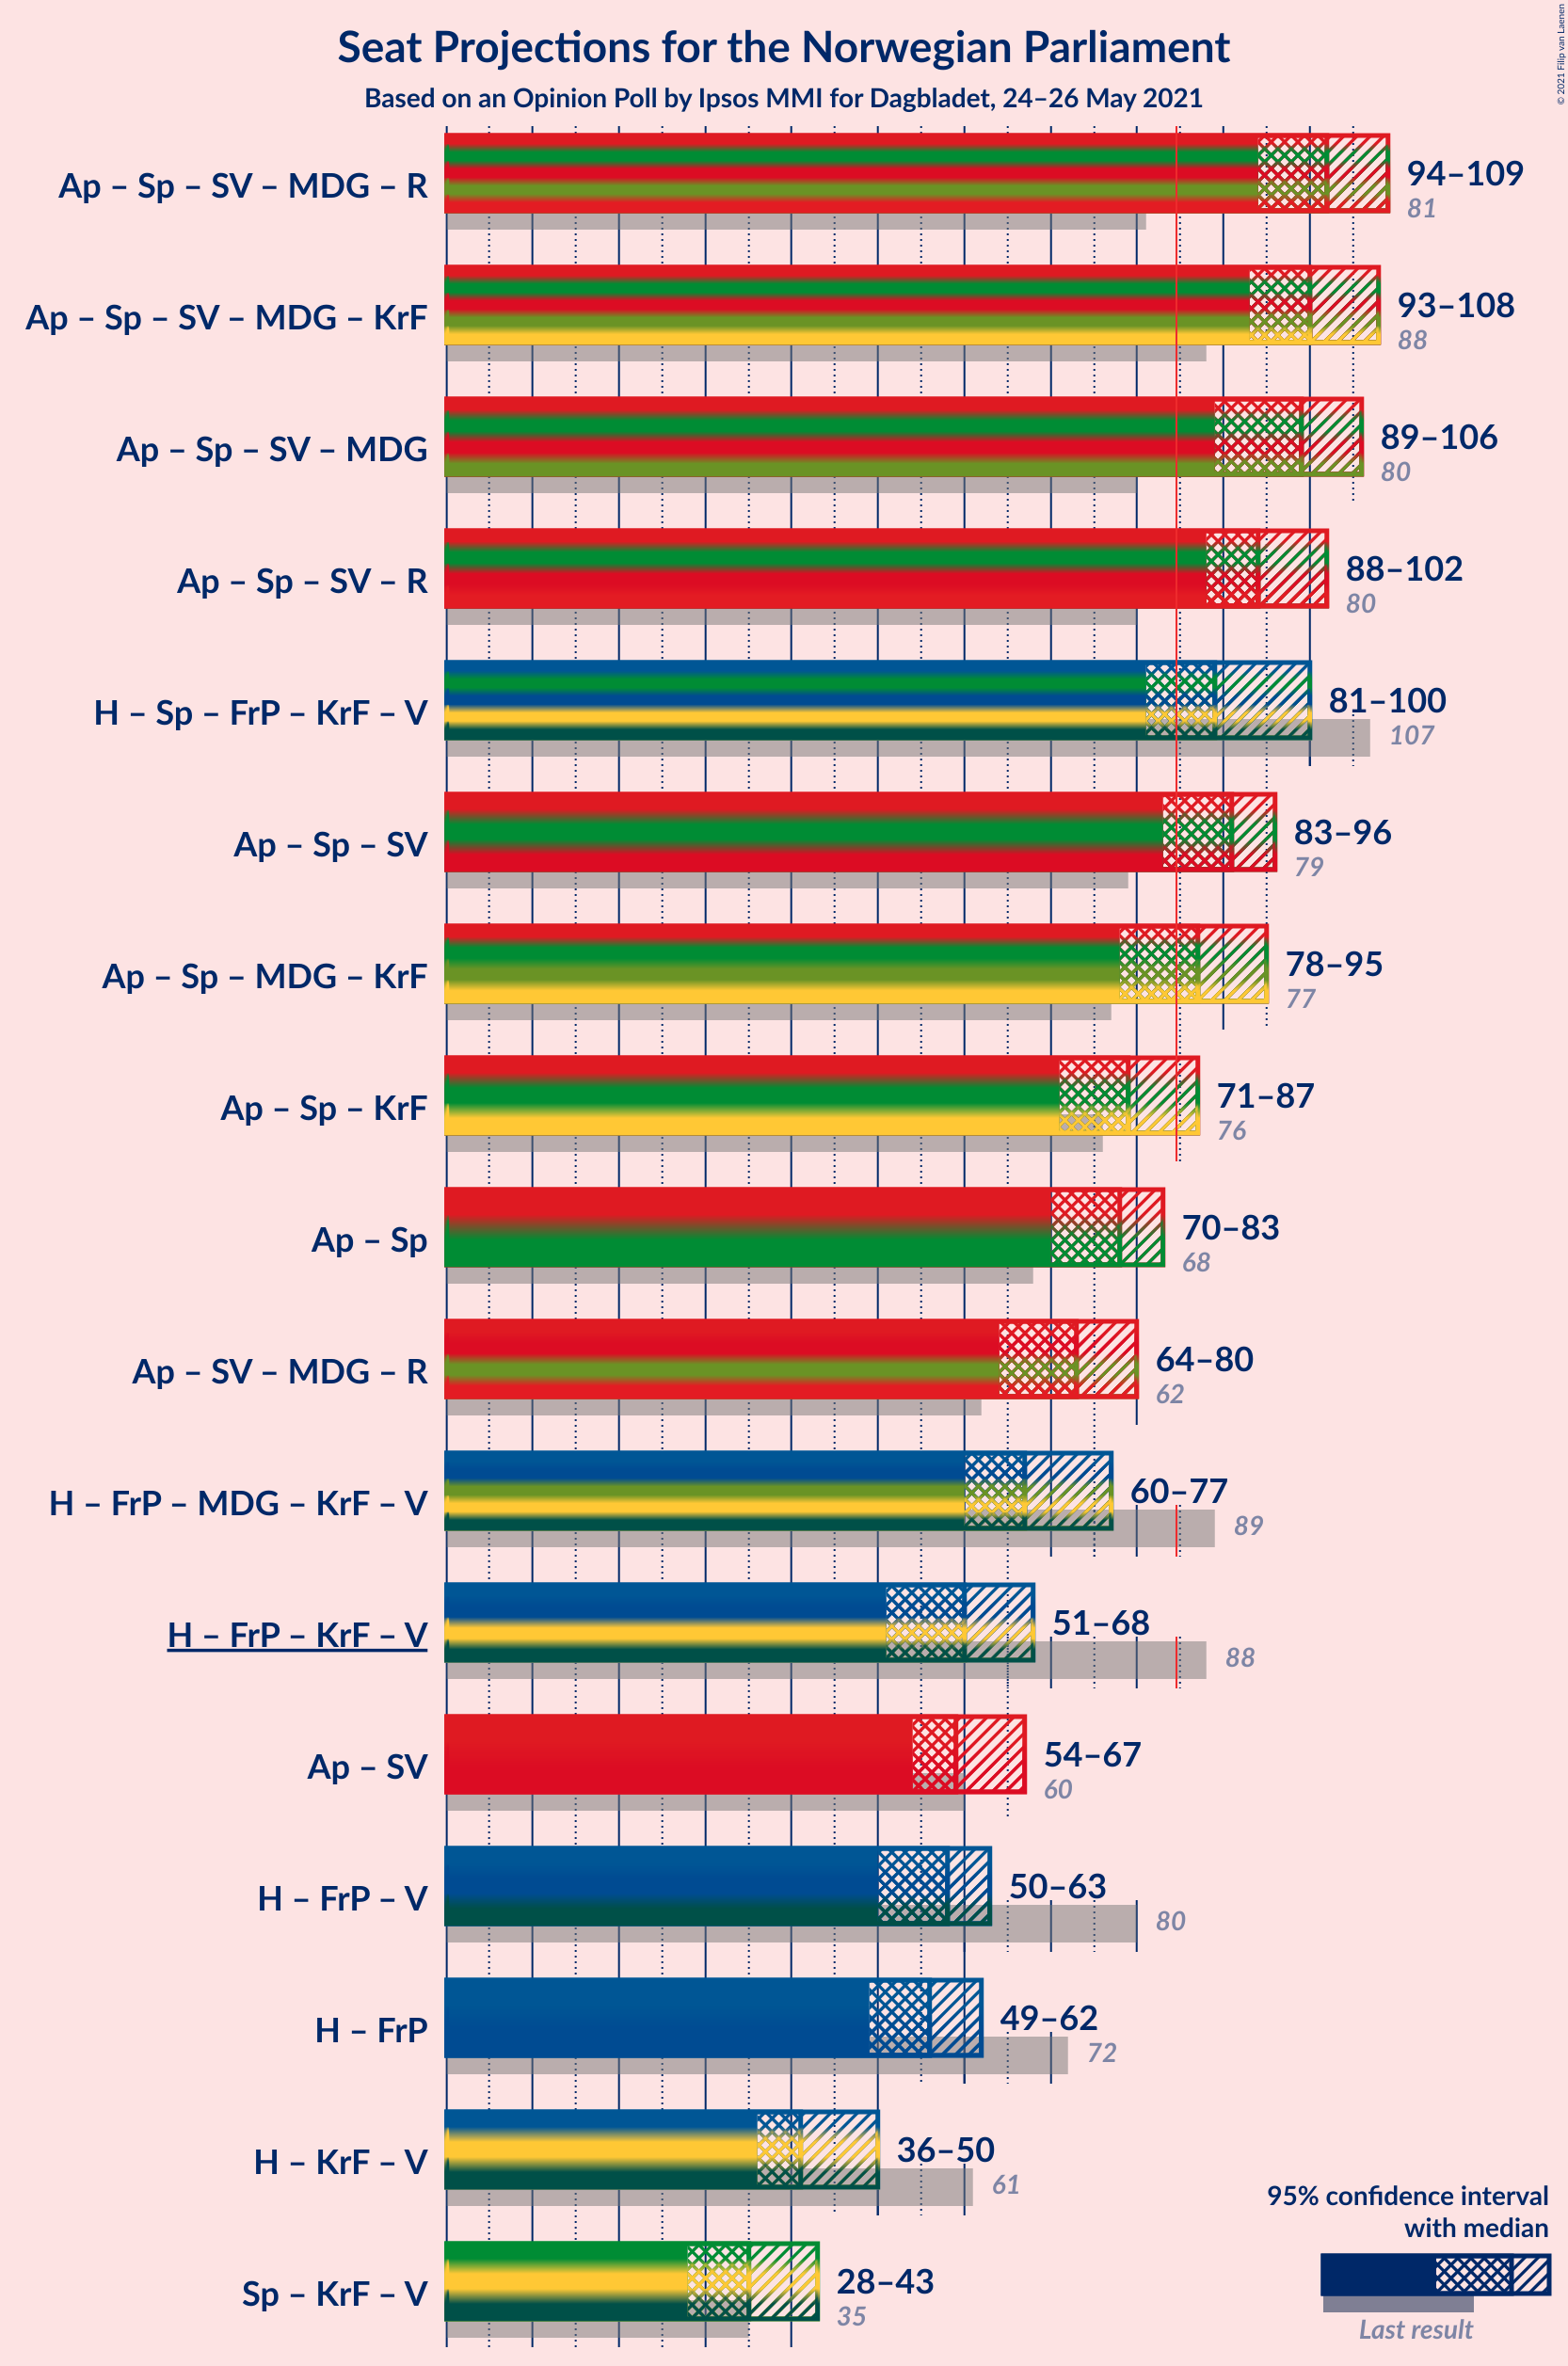 © 2021 Filip van Laenen
Seat Projections for the Norwegian Parliament
Based on an Opinion Poll by Ipsos MMI for Dagbladet, 24–26 May 2021
Ap – Sp – SV – MDG – R
94–109
81
Ap – Sp – SV – MDG – KrF
93–108
88
Ap – Sp – SV – MDG
89–106
80
Ap – Sp – SV – R
88–102
80
H – Sp – FrP – KrF – V
81–100
107
Ap – Sp – SV
83–96
79
Ap – Sp – MDG – KrF
78–95
77
Ap – Sp – KrF
71–87
76
Ap – Sp
70–83
68
Ap – SV – MDG – R
64–80
62
H – FrP – MDG – KrF – V
60–77
89
H – FrP – KrF – V
51–68
88
Ap – SV
54–67
60
H – FrP – V
50–63
80
H – FrP
49–62
72
H – KrF – V
36–50
61
Sp – KrF – V
28–43
35
95% confidence interval
with median
Last result